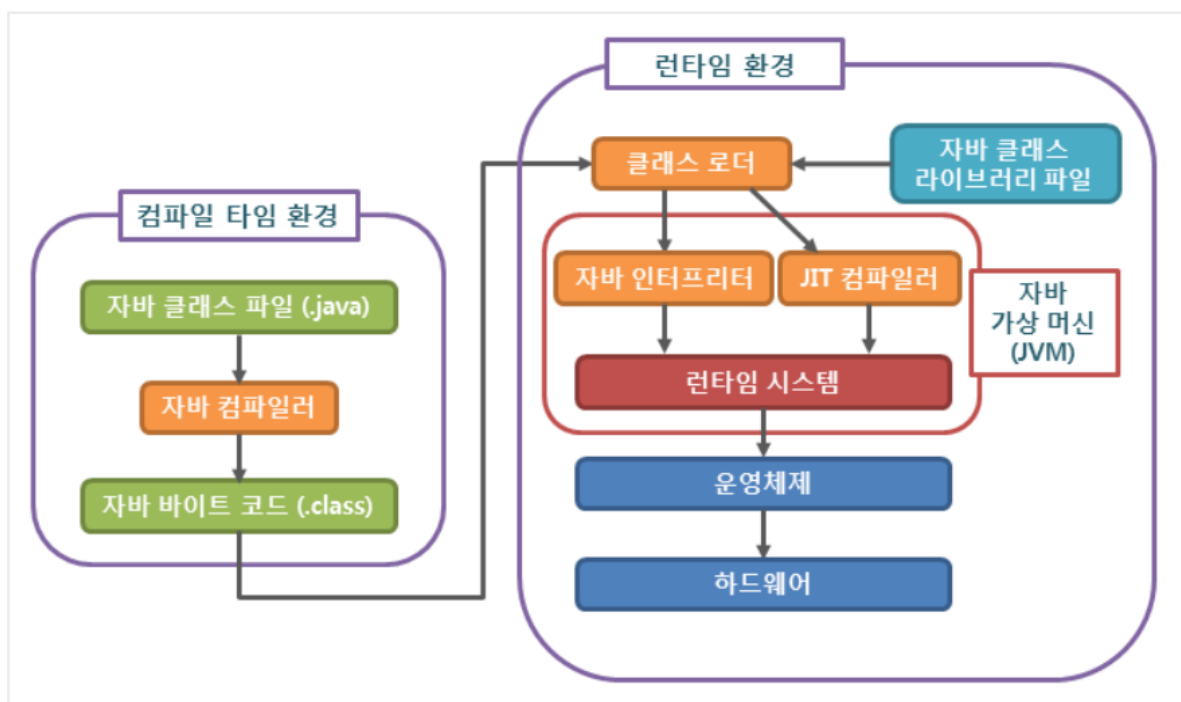 컴파일 타임 환경
자바 클래스 파일 (.java)
자바 컴파일러
자바 바이트 코드 (.class)
런타임 환경
클래스 로더
자바 클래스
라이브러리 파일
자바 인터프리터
JIT 컴파일러
자바
가상 머신
(JVM)
런타임 시스템
운영체제
하드웨어